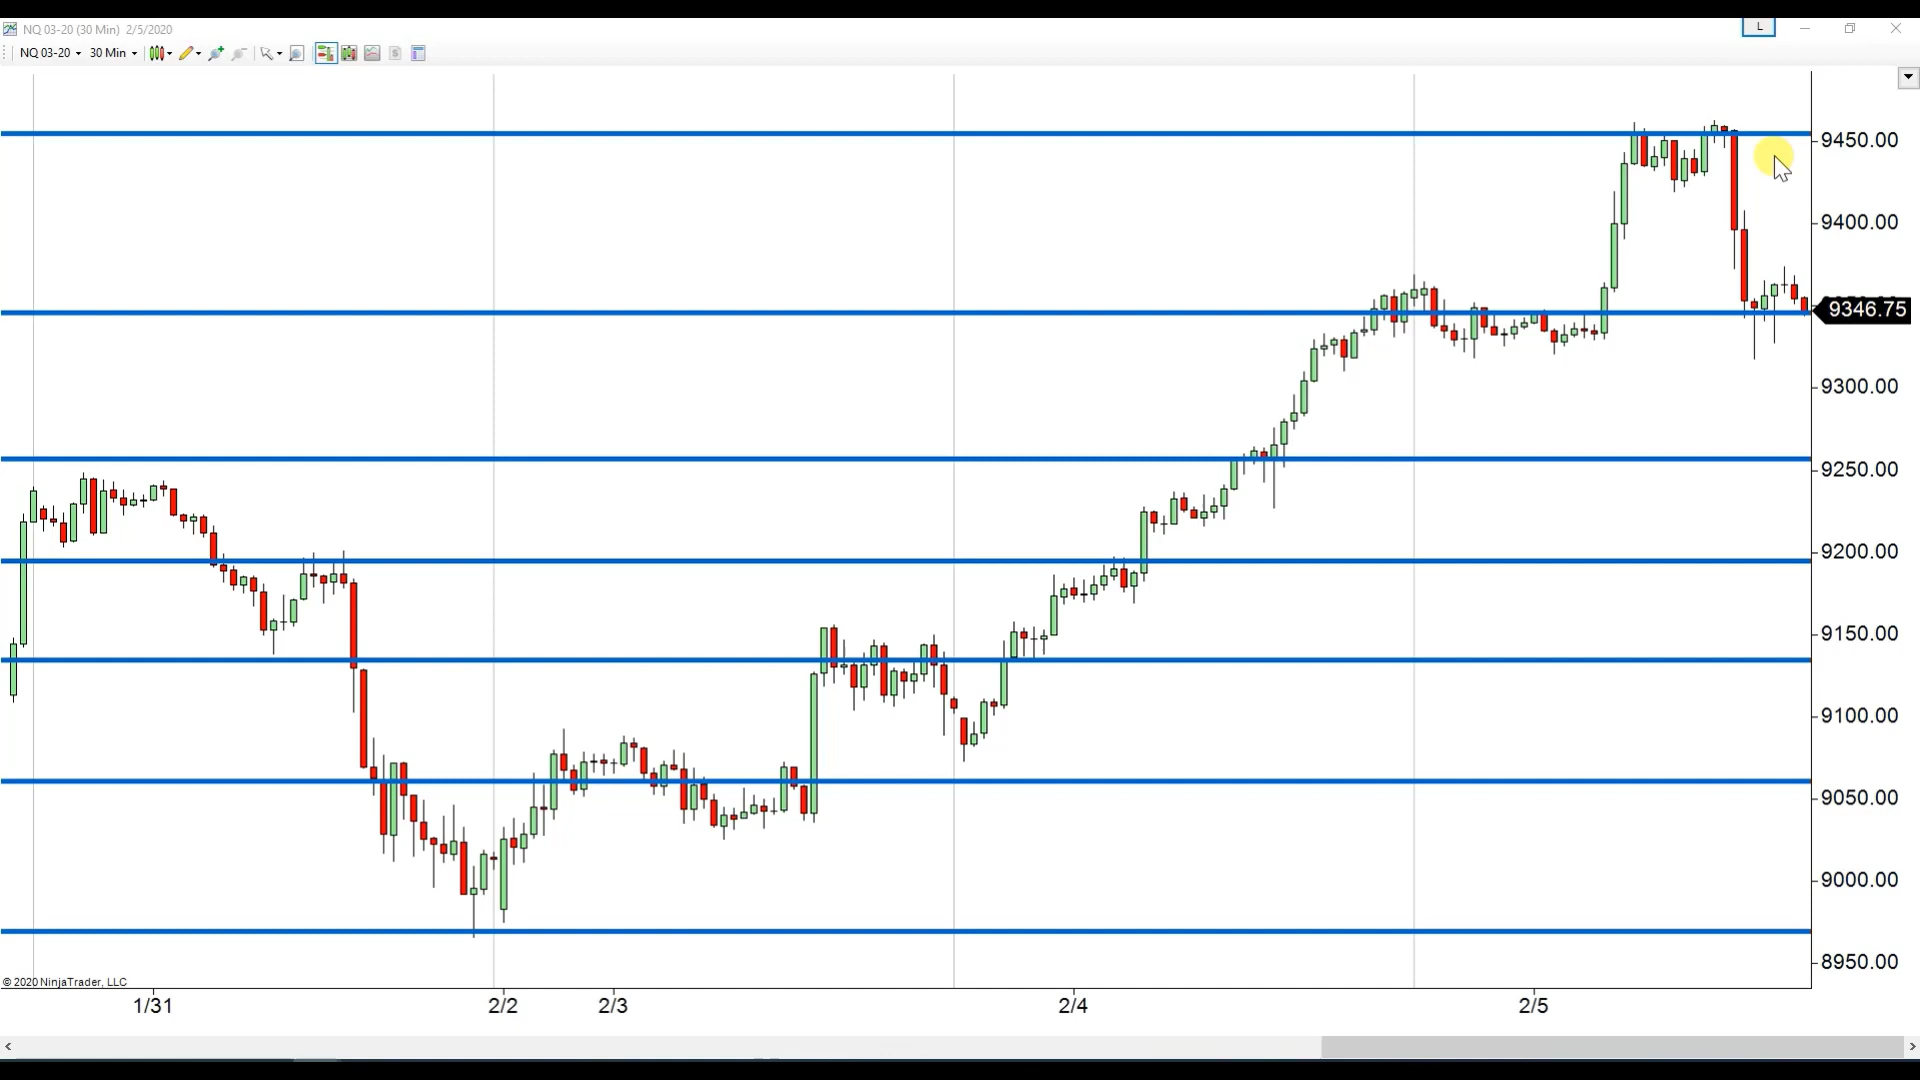 NQ 03-20 (30 Min) 2/5/2020
L
NQ 03-20 30 Min
9450.00
9400.00
9346.75
9300.00
9250.00
9200.00
9150.00
9100.00
9050.00
9000.00
8950.00
© 2020 NinjaTrader, LLC
1/31 2/2 2/3 2/4 2/5